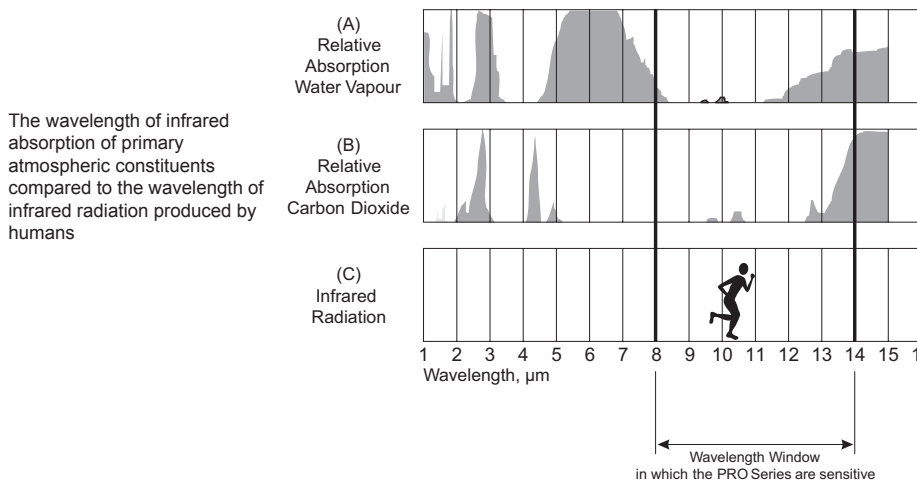 The wavelength of infrared
absorption of primary
atmospheric constituents
compared to the wavelength of
infrared radiation produced by
humans
(A)
Relative
Absorption
Water Vapour
(B)
Relative
Absorption
Carbon Dioxide
(C)
Infrared
Radiation
1 2 3 4 5 6 7 8 9 10 11 12 13 14 15 1
Wavelength, µm
Wavelength Window
in which the PRO Series are sensitive